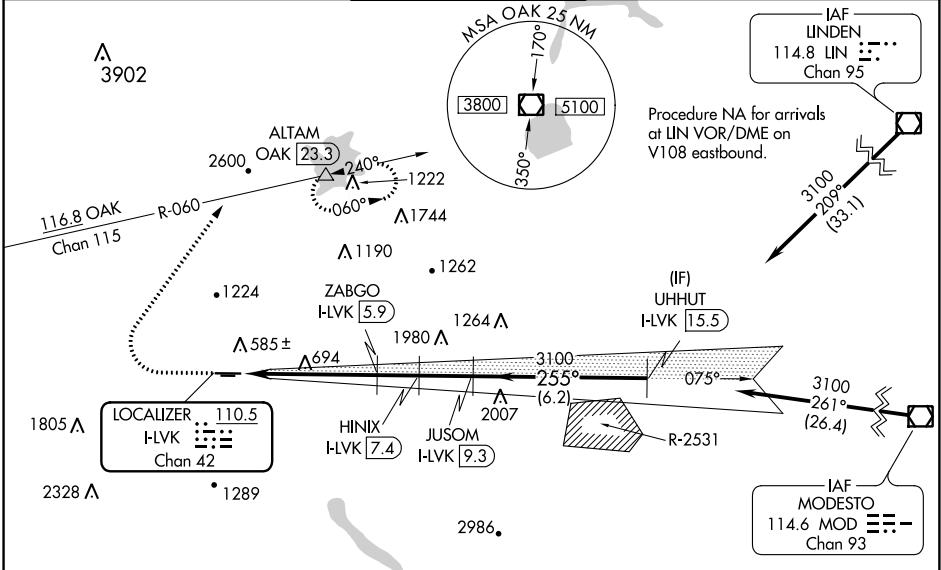 MSA OAK 25 NM
170°
3800
5100
350°
3902
IAF
LINDEN
114.8 LIN
Chan 95
Procedure NA for arrivals
at LIN VOR/DME on
V108 eastbound.
3100
209°
(33.1)
ALTAM
OAK 23.3
2600
240°
1222
060°
1744
116.8 OAK
R-060
Chan 115
1190
1262
1224
ZABGO
I-LVK 5.9
1980
1264
(IF)
UHHUT
I-LVK 15.5
585 ±
694
3100
255°
(6.2)
075°
3100
261°
(26.4)
LOCALIZER 110.5
I-LVK
Chan 42
1805
HINIX
I-LVK 7.4
JUSOM
I-LVK 9.3
2007
R-2531
2328
1289
2986
IAF
MODESTO
114.6 MOD
Chan 93